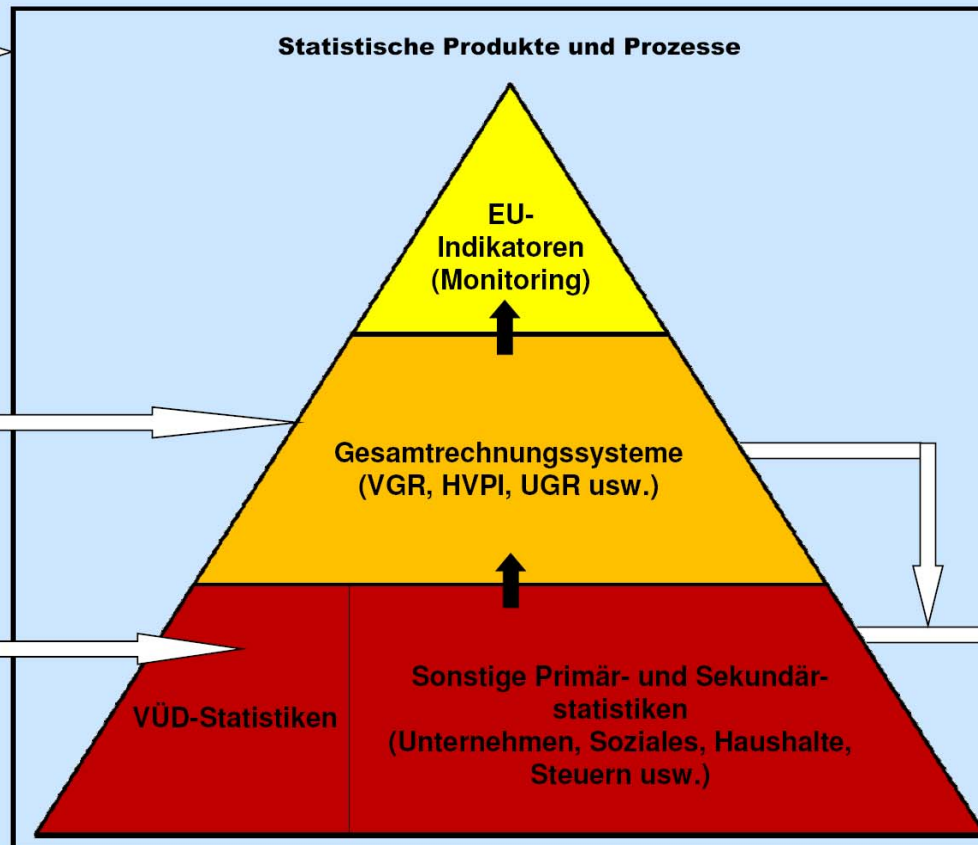 Statistische Produkte und Prozesse
EU-
Indikatoren
(Monitoring)
Gesamtrechnungssysteme
(VGR, HVPI, UGR usw.)
VÜD-Statistiken
Sonstige Primär- und Sekundär-
statistiken
(Unternehmen, Soziales, Haushalte,
Steuern usw.)